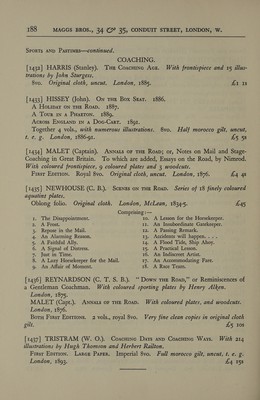 188 MAGGS BROS., 34 & 35, CONDUIT STREET, LONDON, W.
Sports and Pastimes—continued.
COACHING.
[1432] HARRIS (Stanley). The Coaching Age. With frontispiece and 15 illus-
trations by John Sturgess.
8vo. Original cloth, uncut. London, 1885. £1 1s
[1433] HISSEY (John). On the Box Seat. 1886.
A Holiday on the Road. 1887.
A Tour in a Phaeton. 1889.
Across England in a Dog-Cart. 1891.
Together 4 vols., with numerous illustrations. 8vo. Half morocco gilt, uncut,
t. e. g. London, 1886-91. £5 5s
[1434] MALET (Captain). Annals of the Road; or, Notes on Mail and Stage-
Coaching in Great Britain. To which are added, Essays on the Road, by Nimrod.
With coloured frontispiece, 9 coloured plates and 3 woodcuts.
First Edition. Royal 8vo. Original cloth, uncut. London, 1876. £4 4s
[1435] NEWHOUSE (C. B.). Scenes on the Road. Series of 18 finely coloured
aquatint plates.
Oblong folio. Original cloth. London, McLean, 1834-5. £45
Comprising:—
1. The Disappointment.
2. A Frost.
3. Repose in the Mail.
4. An Alarming Reason.
5. A Faithful Ally.
6. A Signal of Distress.
7. Just in Time.
8. A Lazy Horsekeeper for the Mail.
9. An Affair of Moment.
10. A Lesson for the Horsekeeper.
11. An Insubordinate Gatekeeper.
12. A Passing Remark.
13. Accidents will happen. . . .
14. A Flood Tide, Ship Ahoy.
15. A Practical Lesson.
16. An Indiscreet Artist.
17. An Accommodating Fare.
18. A Rum Team.
[1436] REYNARDSON (C. T. S. B.). "Down the Road," or Reminiscences of
a Gentleman Coachman. With coloured sporting plates by Henry Alken.
London, 1875.
MALET (Capt.). Annals of the Road. With coloured plates, and woodcuts.
London, 1876.
Both First Editions. 2 vols., royal 8vo. Very fine clean copies in original cloth
gilt. £5 10s
[1437] TRISTRAM (W. O.). Coaching Days and Coaching Ways. With 214
illustrations by Hugh Thomson and Herbert Railton.
First Edition. Large Paper. Imperial 8vo. Full morocco gilt, uncut, t. e. g.
London, 1893. £4 15s